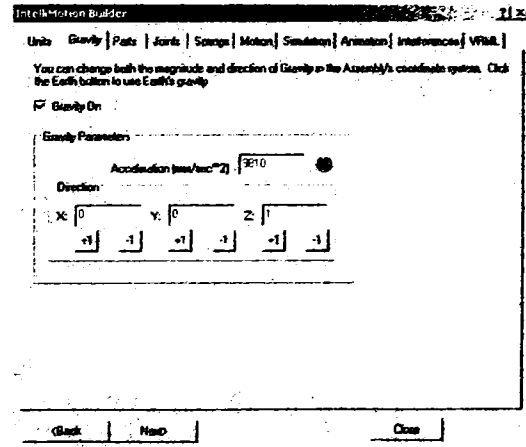 IntelliMotion Builder ? x
Units Gravity Parts Joints Springs Motion Simulation Animation Interferences VRML
You can change both the magnitude and direction of Gravity in the Assembly's coordinate system. Click
the Earth button to use Earth's gravity
Gravity On
Gravity Parameters
Acceleration (mm/sec^2) 9810
Direction
X: 0 Y: 0 Z: 1
+1 -1 +1 -1 +1 -1
<Back Next> Close